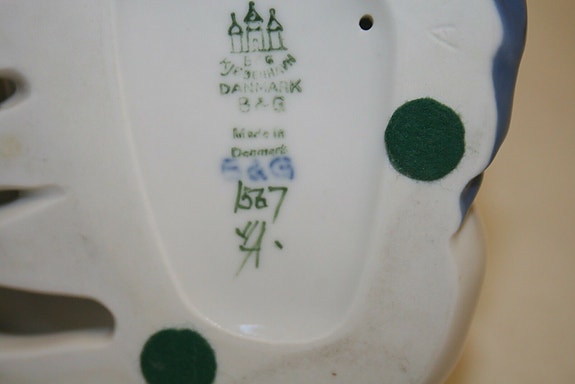 DANMARK
B & G
Made in
Denmark
B & G
1567